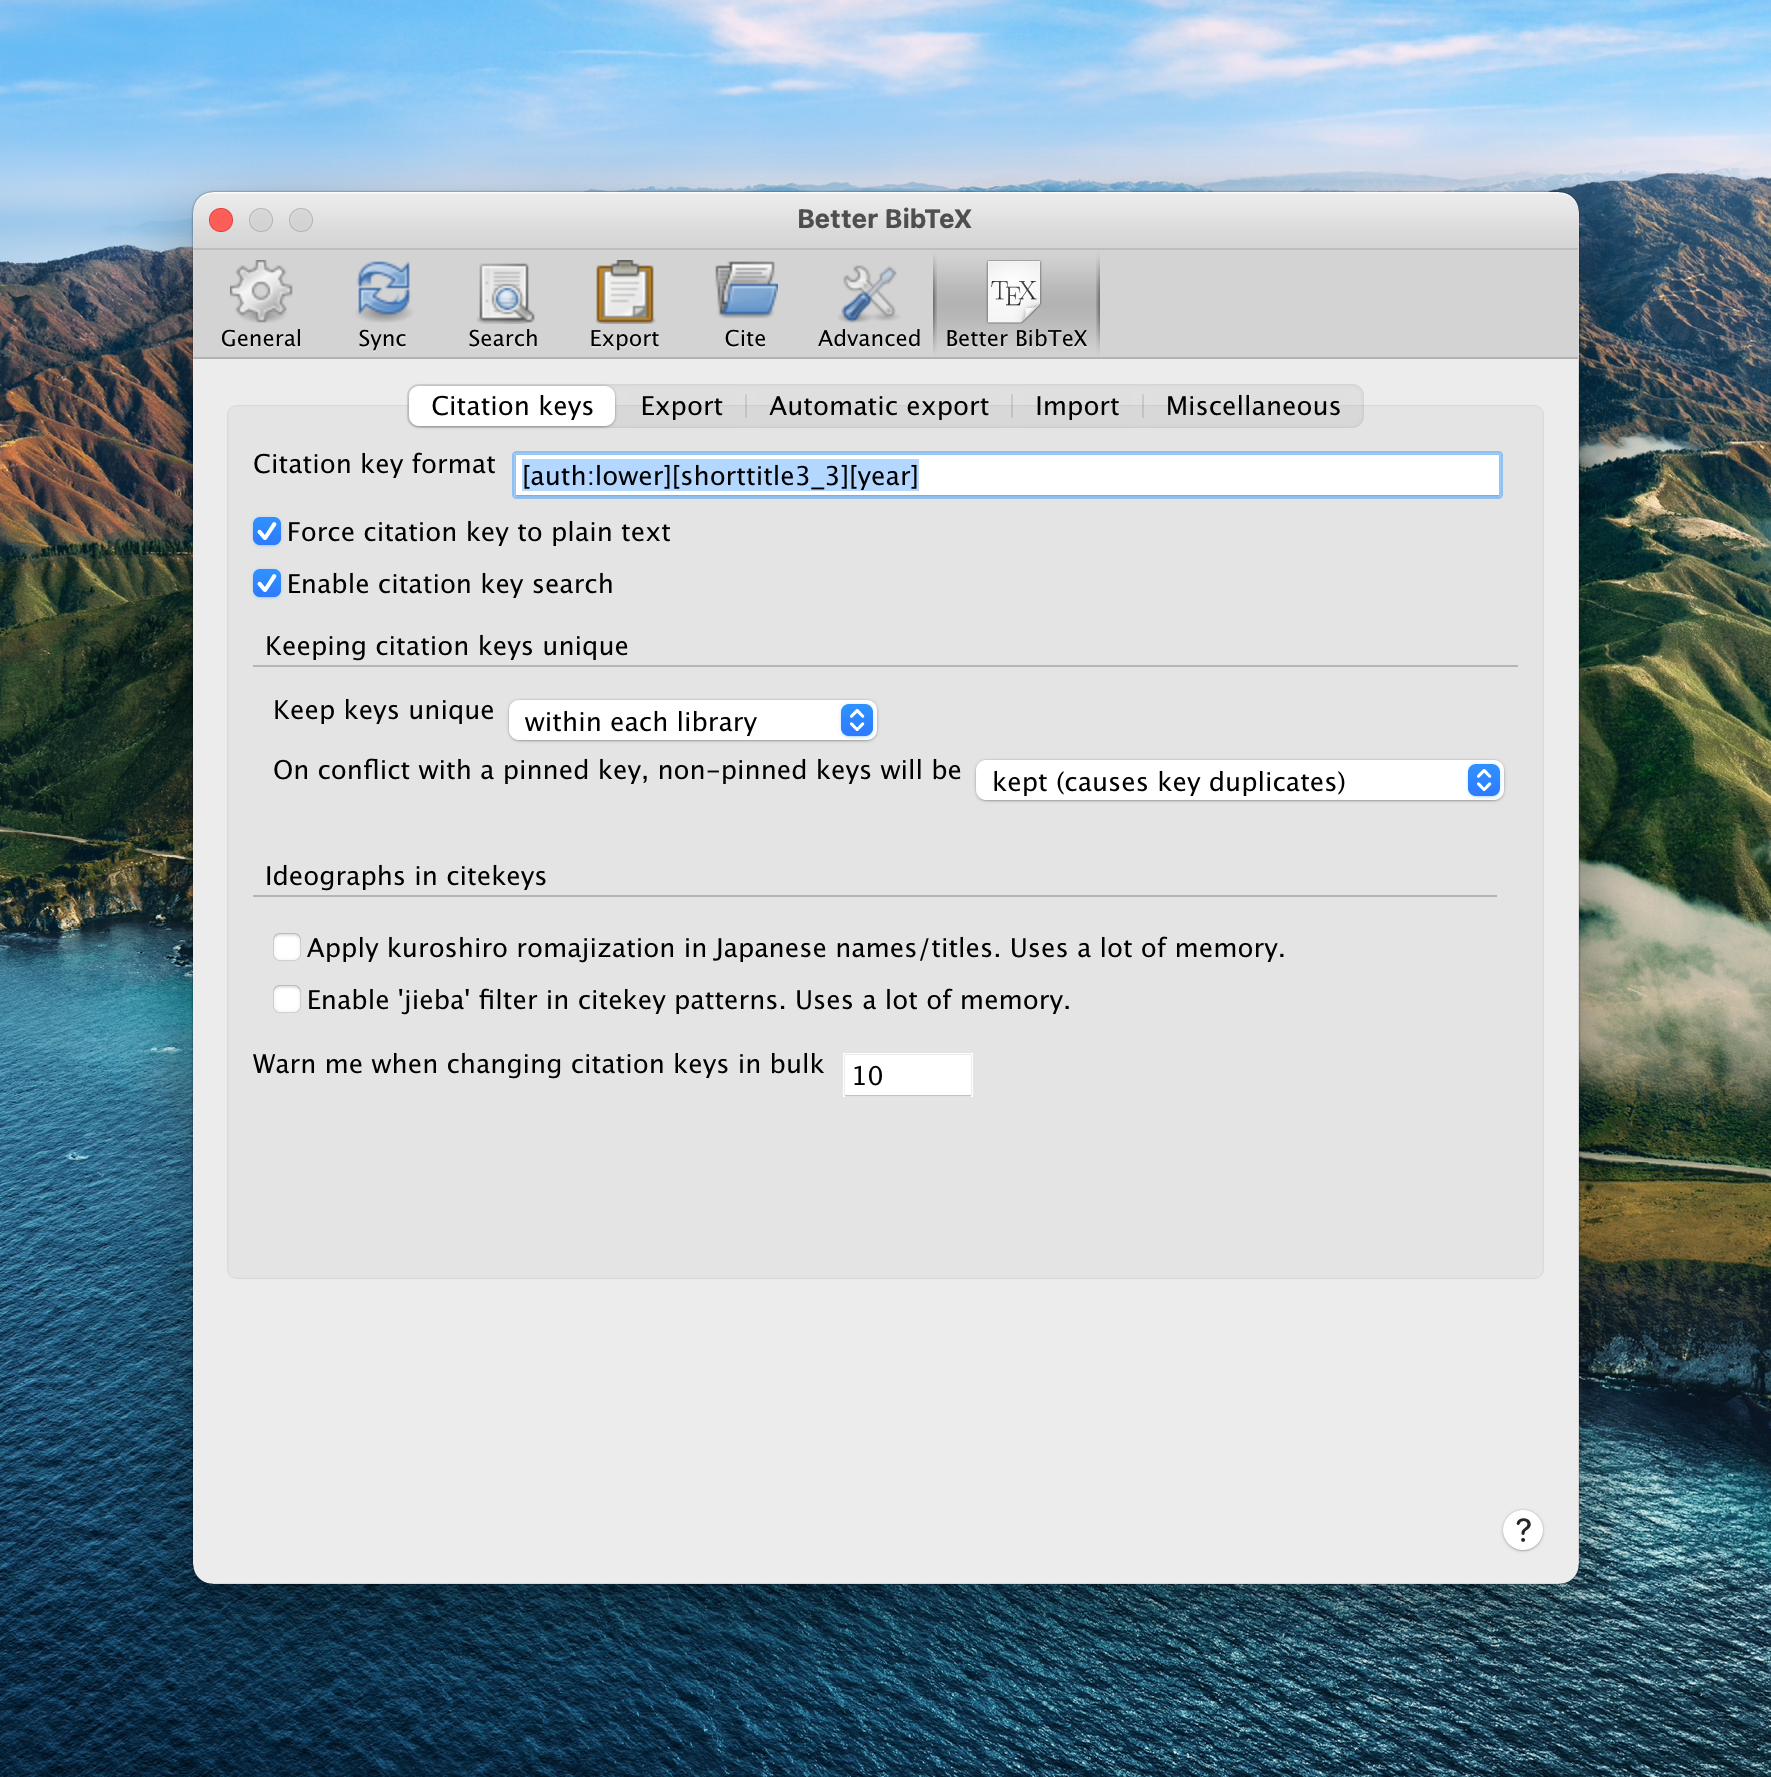 Better BibTeX
General
Sync
Search
Export
Cite
Advanced
TEX
Better BibTeX
Citation keys
Export
Automatic export
Import
Miscellaneous
Citation key format [auth:lower][shorttitle3_3][year]
Force citation key to plain text
Enable citation key search
Keeping citation keys unique
Keep keys unique within each library
On conflict with a pinned key, non-pinned keys will be kept (causes key duplicates)
Ideographs in citekeys
Apply kuroshiro romajization in Japanese names/titles. Uses a lot of memory.
Enable 'jieba' filter in citekey patterns. Uses a lot of memory.
Warn me when changing citation keys in bulk 10
?